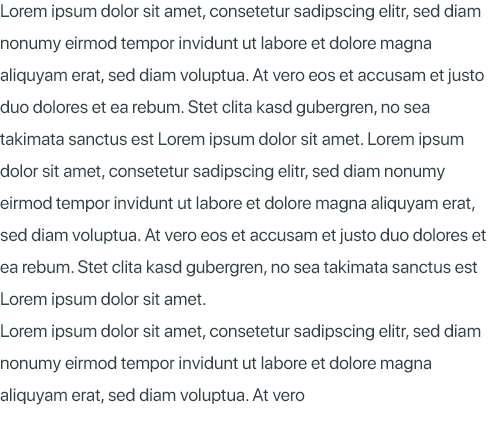 Lorem ipsum dolor sit amet, consetetur sadipscing elitr, sed diam
nonumy eirmod tempor invidunt ut labore et dolore magna
aliquyam erat, sed diam voluptua. At vero eos et accusam et justo
duo dolores et ea rebum. Stet clita kasd gubergren, no sea
takimata sanctus est Lorem ipsum dolor sit amet. Lorem ipsum
dolor sit amet, consetetur sadipscing elitr, sed diam nonumy
eirmod tempor invidunt ut labore et dolore magna aliquyam erat,
sed diam voluptua. At vero eos et accusam et justo duo dolores et
ea rebum. Stet clita kasd gubergren, no sea takimata sanctus est
Lorem ipsum dolor sit amet.
Lorem ipsum dolor sit amet, consetetur sadipscing elitr, sed diam
nonumy eirmod tempor invidunt ut labore et dolore magna
aliquyam erat, sed diam voluptua. At vero